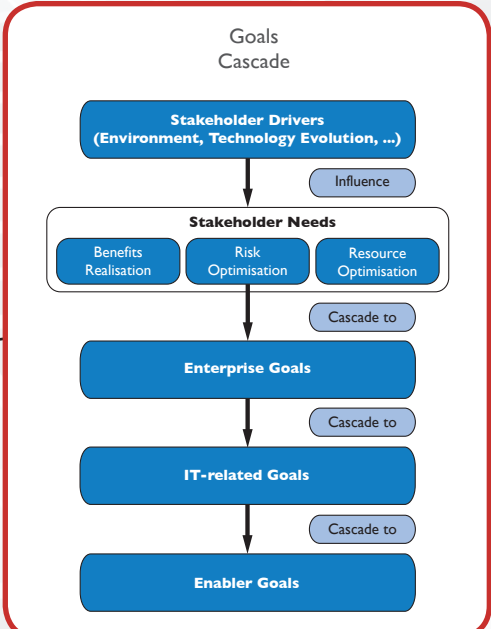 Goals
Cascade
Stakeholder Drivers
(Environment, Technology Evolution, ...)
Influence
Stakeholder Needs
Benefits
Realisation
Risk
Optimisation
Resource
Optimisation
Cascade to
Enterprise Goals
Cascade to
IT-related Goals
Cascade to
Enabler Goals